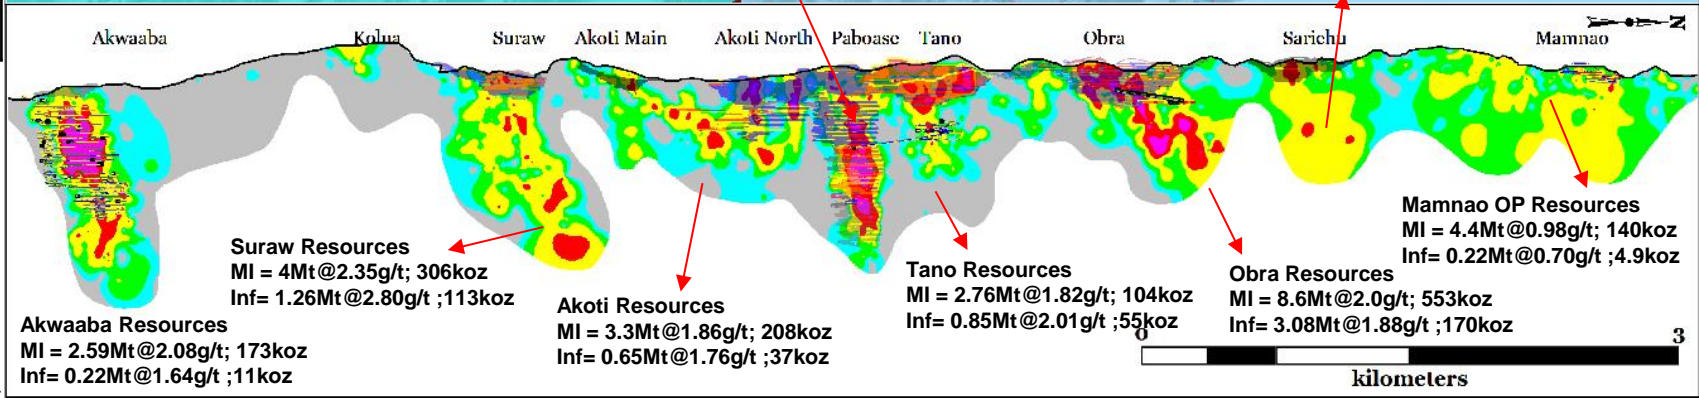 Akwaaba
Kolua
Suraw
Akoti Main
Akoti North
Paboase
Tano
Obra
Sarichu
Mamnao
N
Akwaaba Resources
MI = 2.59Mt@2.08g/t; 173koz
Inf= 0.22Mt@1.64g/t ;11koz
Suraw Resources
MI = 4Mt@2.35g/t; 306koz
Inf= 1.26Mt@2.80g/t ;113koz
Akoti Resources
MI = 3.3Mt@1.86g/t; 208koz
Inf= 0.65Mt@1.76g/t ;37koz
Tano Resources
MI = 2.76Mt@1.82g/t; 104koz
Inf= 0.85Mt@2.01g/t ;55koz
Obra Resources
MI = 8.6Mt@2.0g/t; 553koz
Inf= 3.08Mt@1.88g/t ;170koz
Mamnao OP Resources
MI = 4.4Mt@0.98g/t; 140koz
Inf= 0.22Mt@0.70g/t ;4.9koz
0 3
kilometers